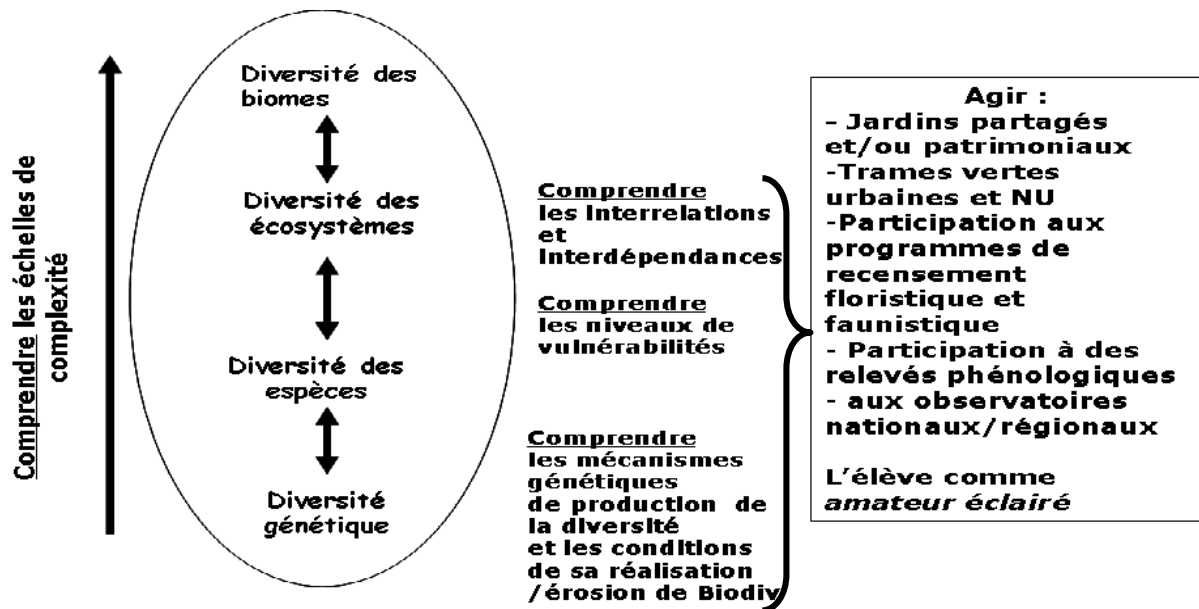 Comprendre les échelles de
complexité
Diversité des
biomes
Diversité des
écosystèmes
Diversité des
espèces
Diversité
génétique
Comprendre
les Interrelations
et
Interdépendances
Comprendre
les niveaux de
vulnérabilités
Comprendre
les mécanismes
génétiques
de production de
la diversité
et les conditions
de sa réalisation
/érosion de Biodiv
Agir :
- Jardins partagés
et/ou patrimoniaux
-Trames vertes
urbaines et NU
-Participation aux
programmes de
recensement
floristique et
faunistique
- Participation à des
relevés phénologiques
- aux observatoires
nationaux/régionaux
L'élève comme
amateur éclairé